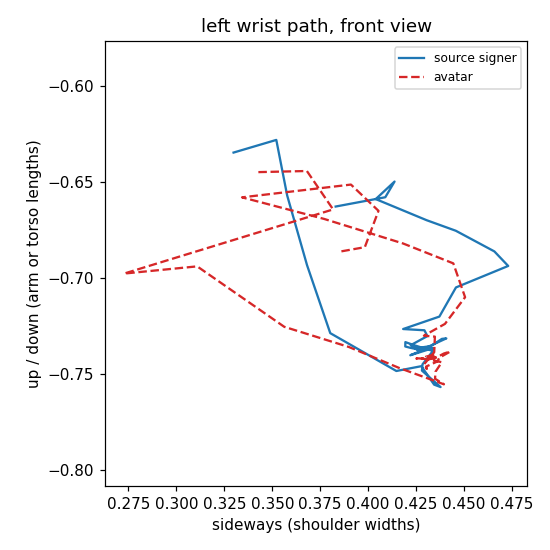 left wrist path, front view
source signer
avatar
up / down (arm or torso lengths)
−0.60
−0.65
−0.70
−0.75
−0.80
0.275 0.300 0.325 0.350 0.375 0.400 0.425 0.450 0.475
sideways (shoulder widths)